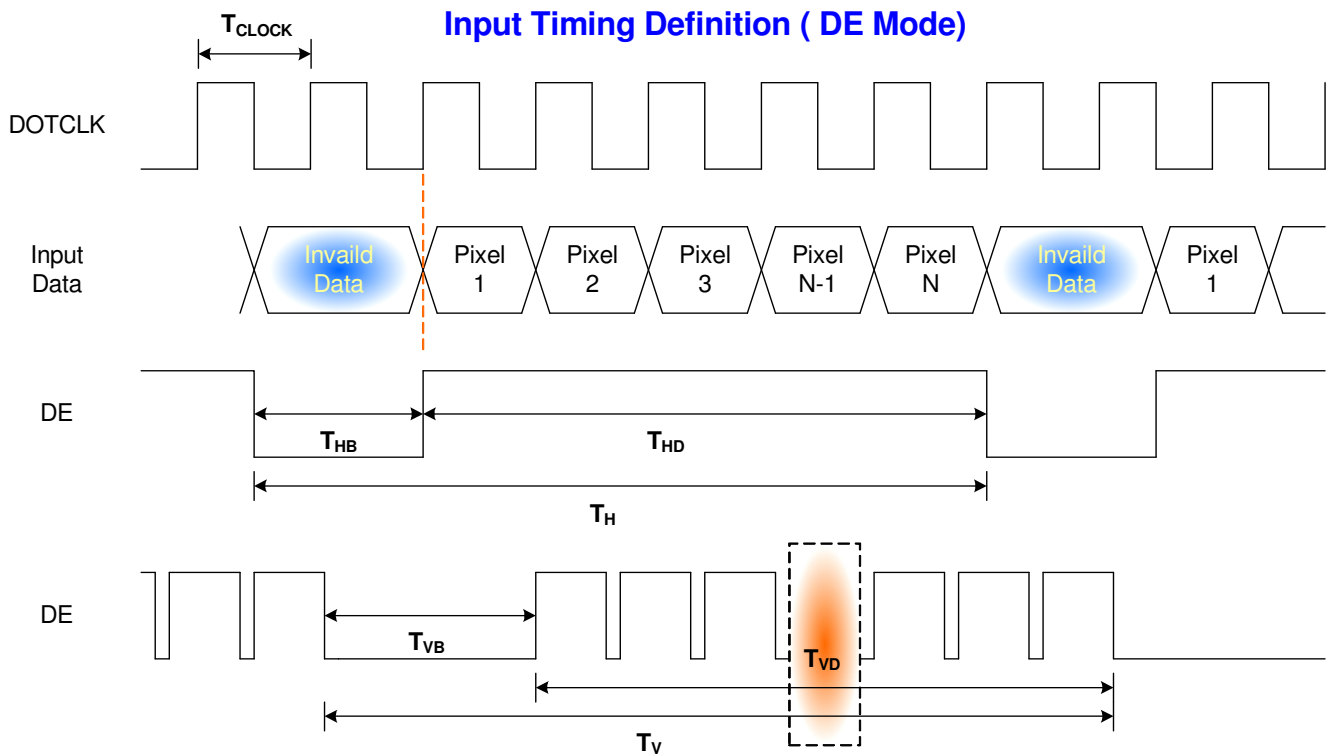 Input Timing Definition ( DE Mode)
TCLOCK
DOTCLK
Input
Data
Invaild
Data
Pixel
1
Pixel
2
Pixel
3
Pixel
N-1
Pixel
N
Invaild
Data
Pixel
1
DE
THB
THD
TH
DE
TVB
TVD
TV